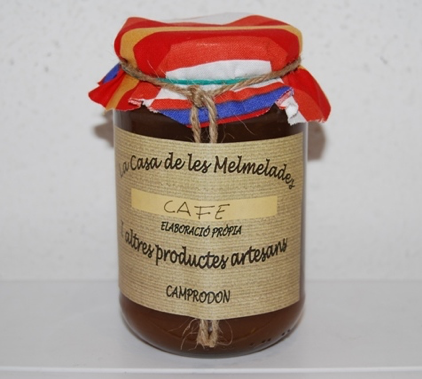 La Casa de les Melmelades
CAFE
ELABORACIÓ PRÒPIA
altres productes artesans
CAMPRODON